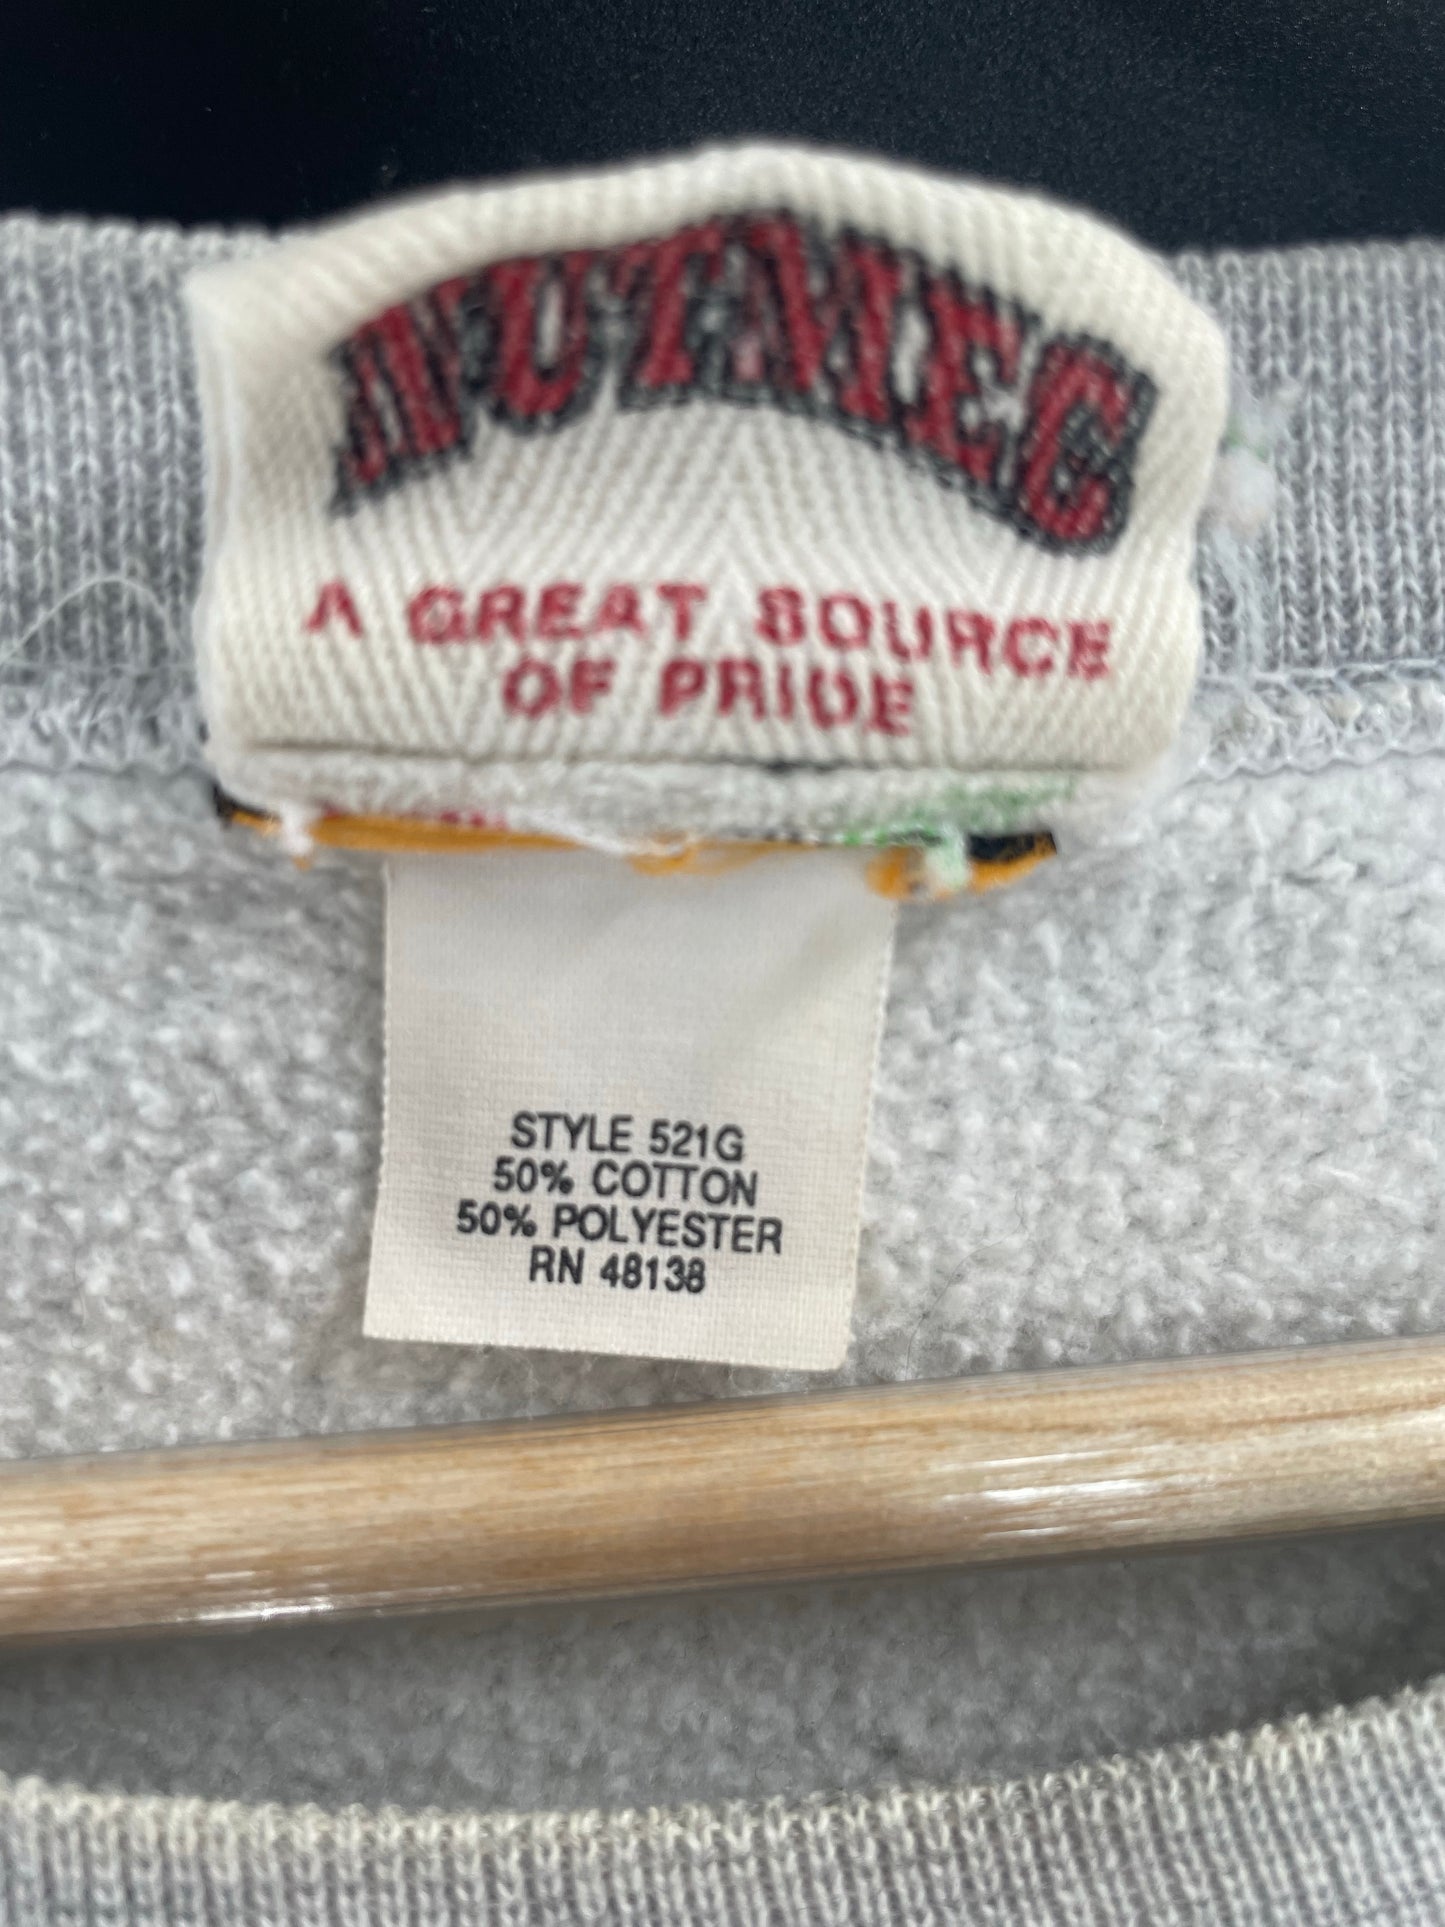 NUTMEG
A GREAT SOURCE
OF PRIDE
STYLE 521G
50% COTTON
50% POLYESTER
RN 48138